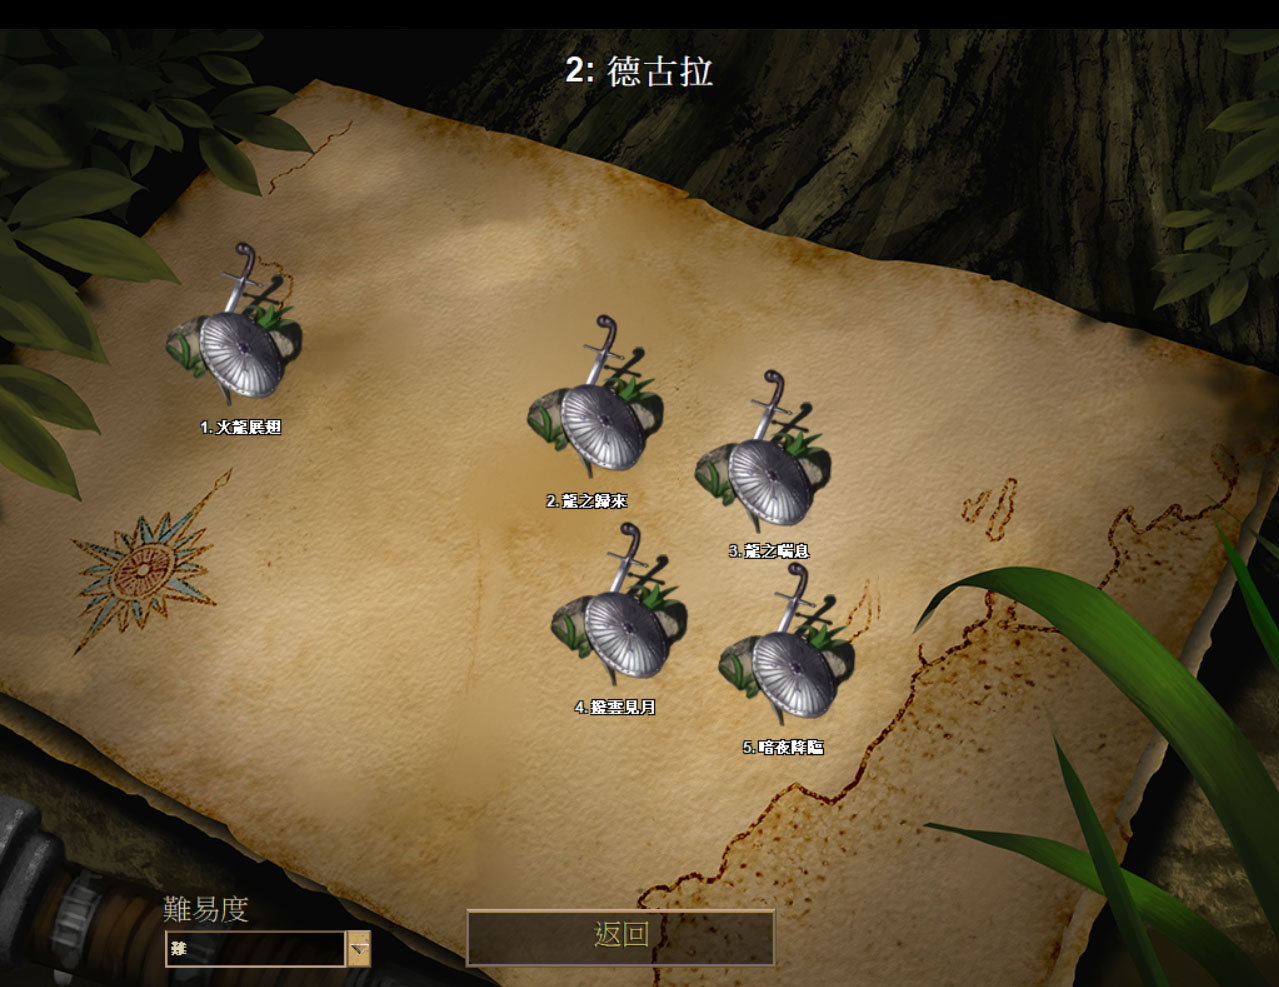 2: 德古拉
1. 火龍展翅
2. 龍之歸來
3. 龍之喘息
4. 撥雲見月
5. 暗夜降臨
難易度
難
返回